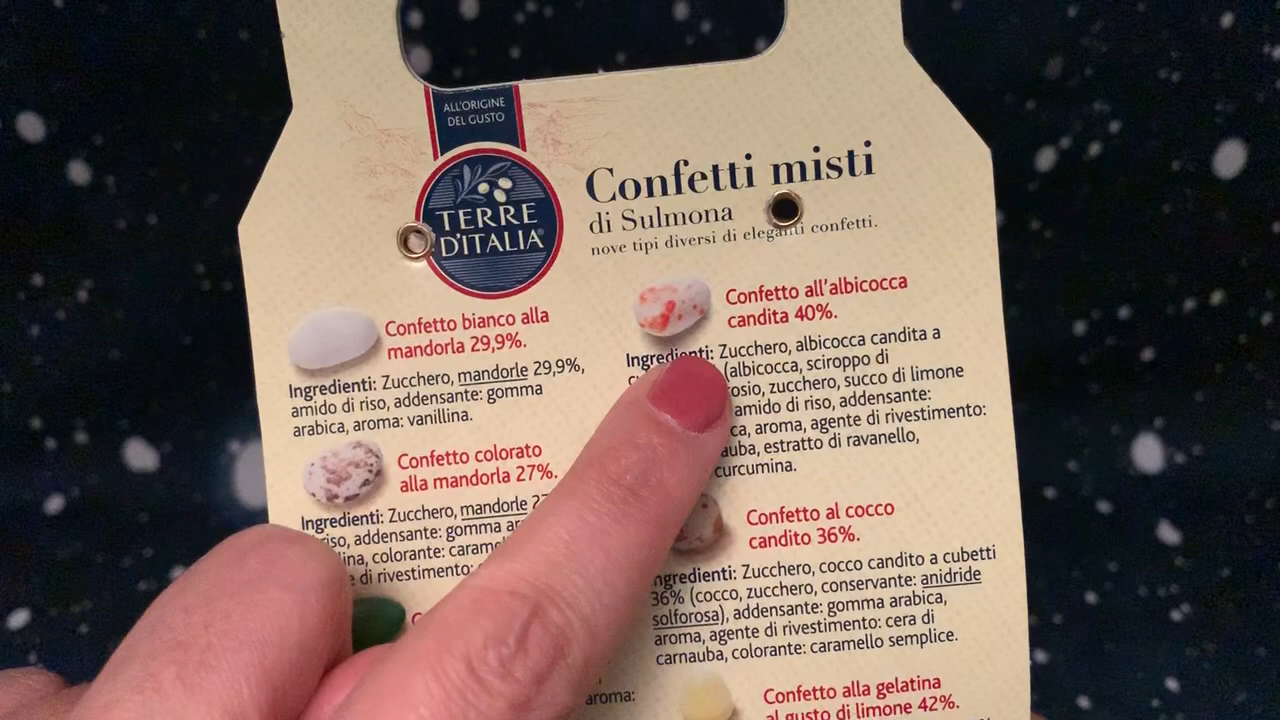 ALL'ORIGINE
DEL GUSTO
TERRE
D'ITALIA®
Confetti misti
di Sulmona
nove tipi diversi di eleganti confetti.
Confetto bianco alla
mandorla 29,9%.
Ingredienti: Zucchero, mandorle 29,9%,
amido di riso, addensante: gomma
arabica, aroma: vanillina.
Confetto colorato
alla mandorla 27%.
Ingredienti: Zucchero, mandorle
riso, addensante: gomma
colorante:
di rivestimento:
aroma:
Confetto all'albicocca
candita 40%.
Ingredienti: Zucchero, albicocca candita a
(albicocca, sciroppo di
zucchero, succo di limone
amido di riso, addensante:
aroma, agente di rivestimento:
estratto di ravanello,
curcumina.
Confetto al cocco
candito 36%.
Ingredienti: Zucchero, cocco candito a cubetti
36% (cocco, zucchero, conservante: anidride
solforosa), addensante: gomma arabica,
aroma, agente di rivestimento: cera di
carnauba, colorante: caramello semplice.
Confetto alla gelatina
al gusto di limone 42%.